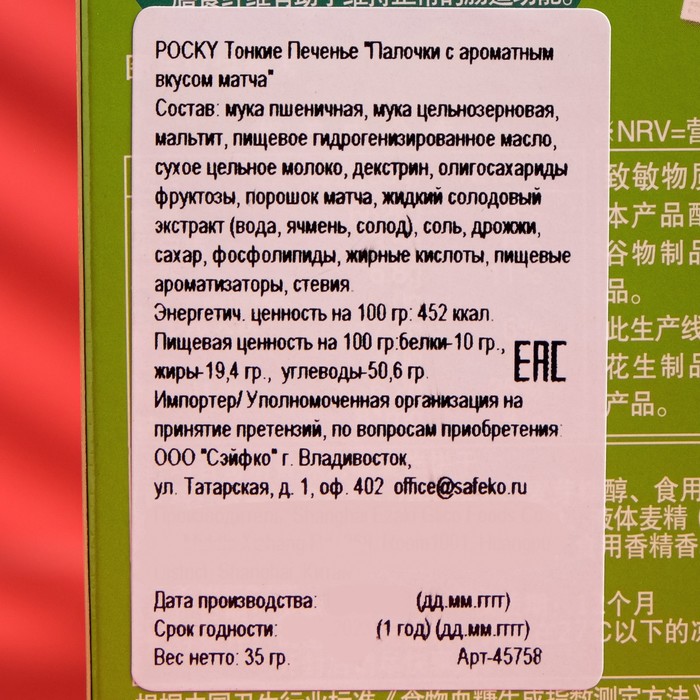 POCKY Тонкие Печенье "Палочки с ароматным
вкусом матча"
Состав: мука пшеничная, мука цельнозерновая,
мальтит, пищевое гидрогенизированное масло,
сухое цельное молоко, декстрин, олигосахариды
фруктозы, порошок матча, жидкий солодовый
экстракт (вода, ячмень, солод), соль, дрожжи,
сахар, фосфолипиды, жирные кислоты, пищевые
ароматизаторы, стевия.
Энергетич. ценность на 100 гр: 452 ккал.
Пищевая ценность на 100 гр:белки-10 гр.,
жиры-19,4 гр., углеводы-50,6 гр.
EAC
Импортер/ Уполномоченная организация на
принятие претензий, по вопросам приобретения:
ООО "Сэйфко" г. Владивосток,
ул. Татарская, д. 1, оф. 402 office@safeko.ru
Дата производства: (дд.мм.гггг)
Срок годности: (1 год) (дд.мм.гггг)
Вес нетто: 35 гр. Арт-45758
※NRV=营
致敏物质
本产品配
谷物制品
品。
此生产线
花生制品
产品。
醇、食用
液体麦精
用香精香
个月
C以下的凉